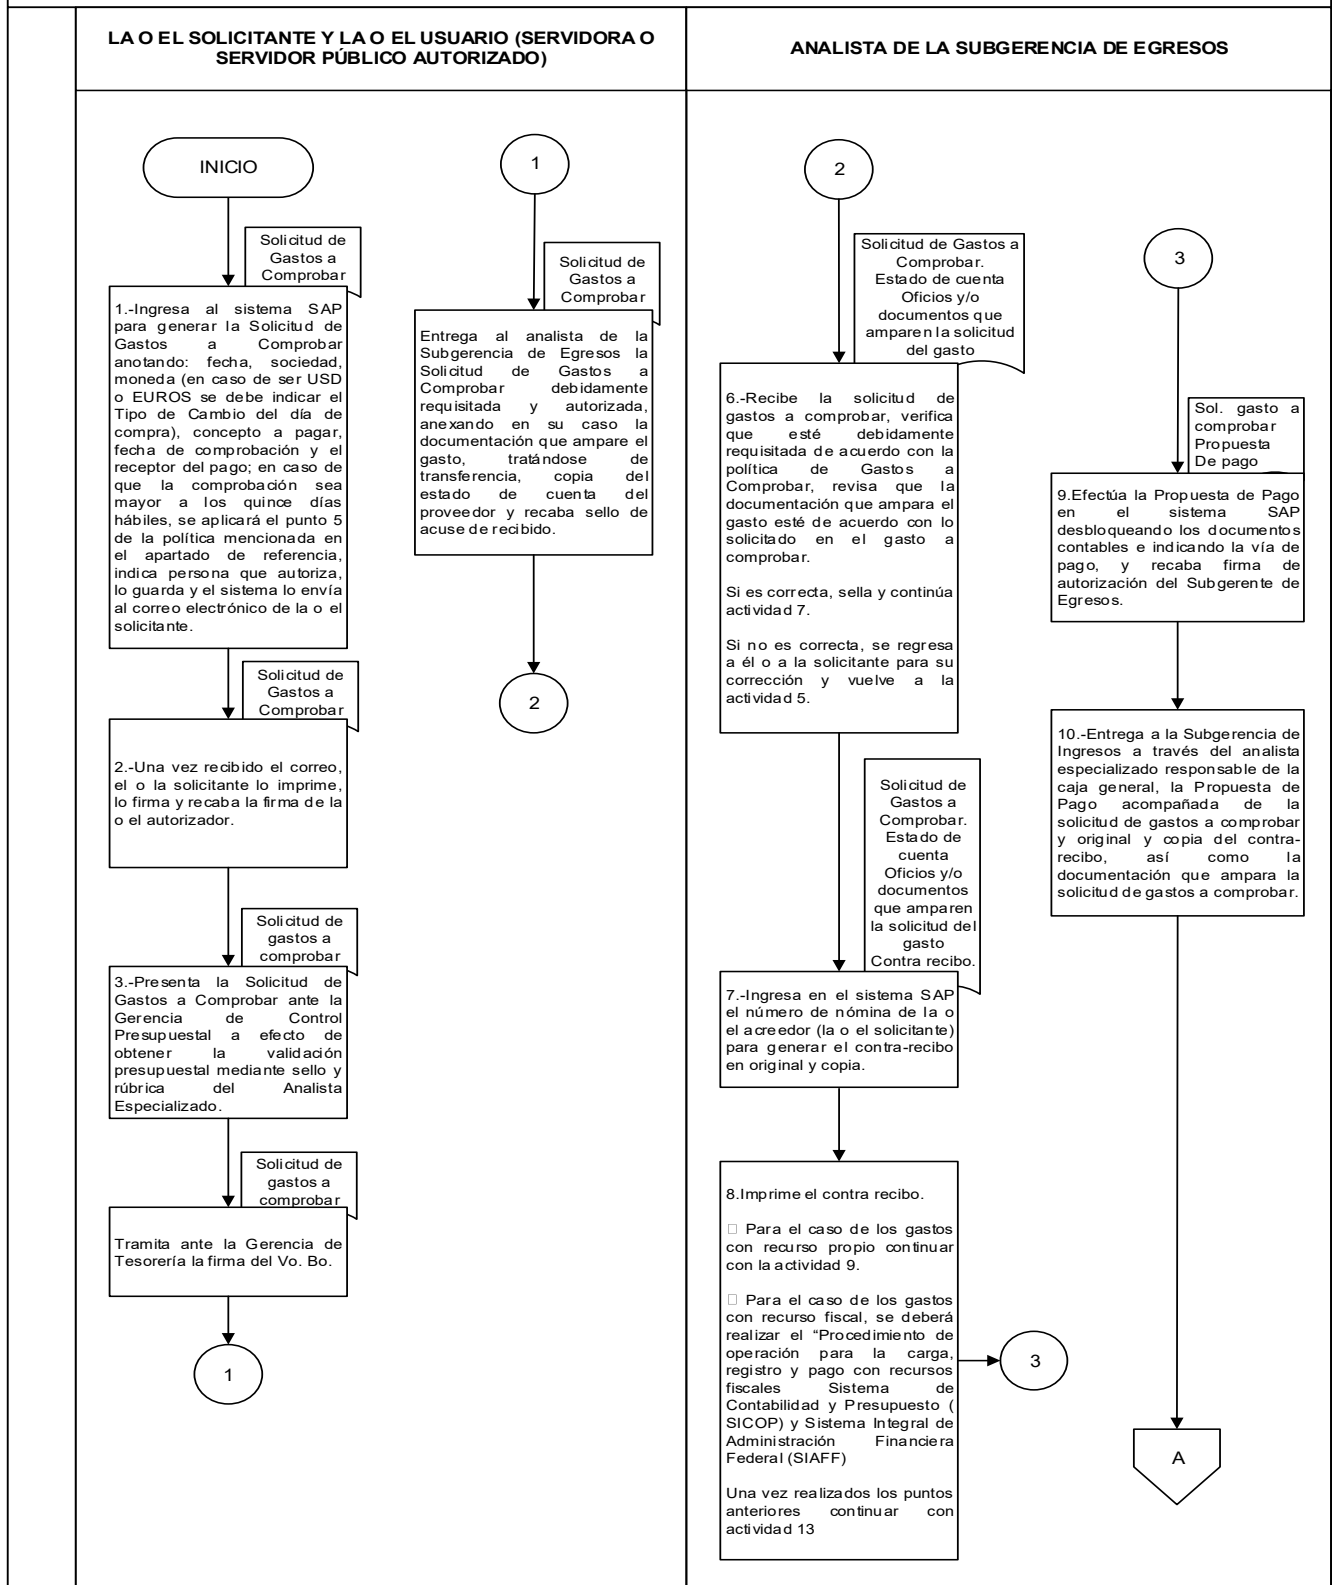 LA O EL SOLICITANTE Y LA O EL USUARIO (SERVIDORA O
SERVIDOR PÚBLICO AUTORIZADO)
ANALISTA DE LA SUBGERENCIA DE EGRESOS
INICIO
Solicitud de
Gastos a
Comprobar
1.-Ingresa al sistema SAP
para generar la Solicitud de
Gastos a Comprobar
anotando: fecha, sociedad,
moneda (en caso de ser USD
o EUROS se debe indicar el
Tipo de Cambio del día de
compra), concepto a pagar,
fecha de comprobación y el
receptor del pago; en caso de
que la comprobación sea
mayor a los quince días
hábiles, se aplicará el punto 5
de la política mencionada en
el apartado de referencia,
indica persona que autoriza,
lo guarda y el sistema lo envía
al correo electrónico de la o el
solicitante.
Solicitud de
Gastos a
Comprobar
2.-Una vez recibido el correo,
el o la solicitante lo imprime,
lo firma y recaba la firma de la
o el autorizador.
Solicitud de
gastos a
comprobar
3.-Presenta la Solicitud de
Gastos a Comprobar ante la
Gerencia de Control
Presupuestal a efecto de
obtener la validación
presupuestal mediante sello y
rúbrica del Analista
Especializado.
Solicitud de
gastos a
comprobar
Tramita ante la Gerencia de
Tesorería la firma del Vo. Bo.
1
1
Solicitud de
Gastos a
Comprobar
Entrega al analista de la
Subgerencia de Egresos la
Solicitud de Gastos a
Comprobar debidamente
requisitada y autorizada,
anexando en su caso la
documentación que ampare el
gasto, tratándose de
transferencia, copia del
estado de cuenta del
proveedor y recaba sello de
acuse de recibido.
2
2
Solicitud de Gastos a
Comprobar.
Estado de cuenta
Oficios y/o
documentos que
amparen la solicitud
del gasto
6.-Recibe la solicitud de
gastos a comprobar, verifica
que esté debidamente
requisitada de acuerdo con la
política de Gastos a
Comprobar, revisa que la
documentación que ampara el
gasto esté de acuerdo con lo
solicitado en el gasto a
comprobar.
Si es correcta, sella y continúa
actividad 7.
Si no es correcta, se regresa
a él o a la solicitante para su
corrección y vuelve a la
actividad 5.
Solicitud de
Gastos a
Comprobar.
Estado de
cuenta
Oficios y/o
documentos
que amparen
la solicitud del
gasto
Contra recibo.
7.-Ingresa en el sistema SAP
el número de nómina de la o
el acreedor (la o el solicitante)
para generar el contra-recibo
en original y copia.
8.Imprime el contra recibo.
□ Para el caso de los gastos
con recurso propio continuar
con la actividad 9.
□ Para el caso de los gastos
con recurso fiscal, se deberá
realizar el “Procedimiento de
operación para la carga,
registro y pago con recursos
fiscales Sistema de
Contabilidad y Presupuesto (
SICOP) y Sistema Integral de
Administración Financiera
Federal (SIAFF)
Una vez realizados los puntos
anteriores continuar con
actividad 13
3
3
Sol. gasto a
comprobar
Propuesta
De pago
9.Efectúa la Propuesta de Pago
en el sistema SAP
desbloqueando los documentos
contables e indicando la vía de
pago, y recaba firma de
autorización del Subgerente de
Egresos.
10.-Entrega a la Subgerencia de
Ingresos a través del analista
especializado responsable de la
caja general, la Propuesta de
Pago acompañada de la
solicitud de gastos a comprobar
y original y copia del contra-
recibo, así como la
documentación que ampara la
solicitud de gastos a comprobar.
A